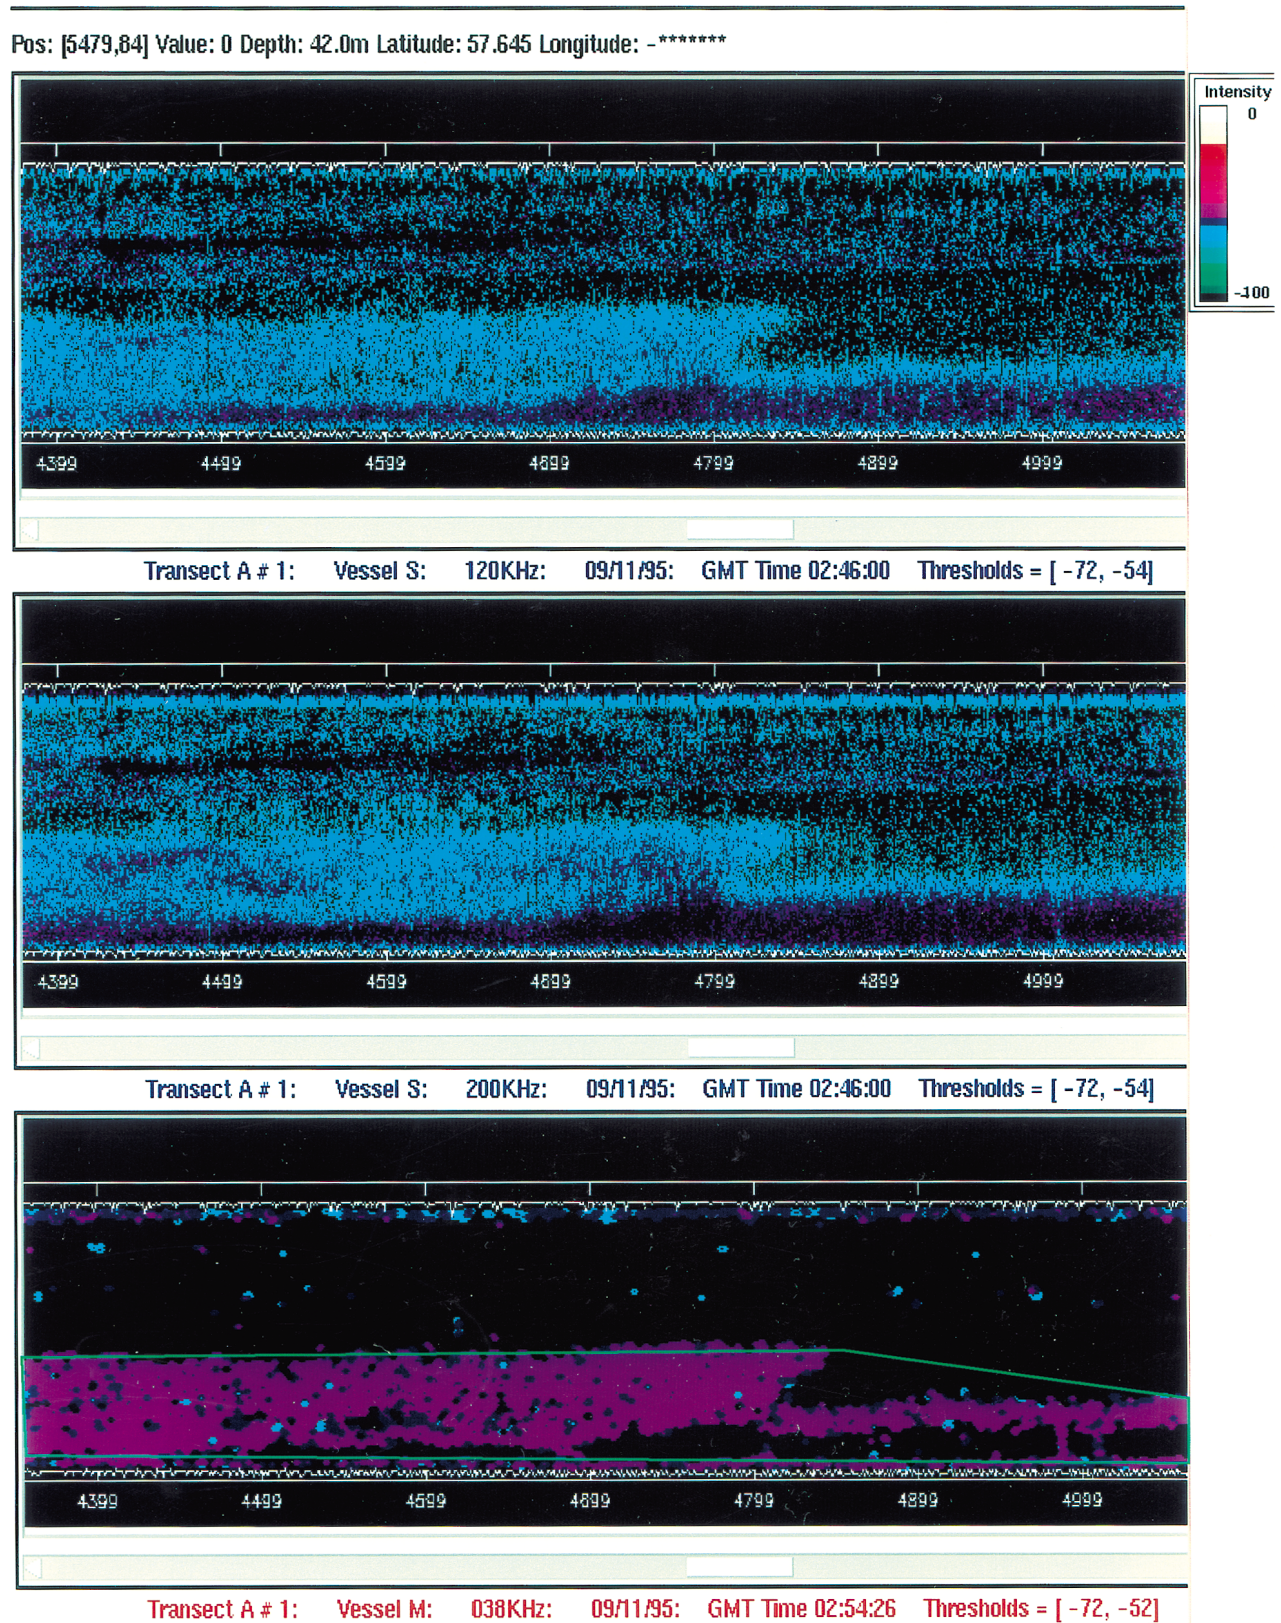 Pos: [5479,84] Value: 0 Depth: 42.0m Latitude: 57.645 Longitude: -*******
Intensity
0
-100
4399 4499 4599 4699 4799 4899 4999
Transect A # 1: Vessel S: 120KHz: 09/11/95: GMT Time 02:46:00 Thresholds = [ -72, -54]
4399 4499 4599 4699 4799 4899 4999
Transect A # 1: Vessel S: 200KHz: 09/11/95: GMT Time 02:46:00 Thresholds = [ -72, -54]
4399 4499 4599 4699 4799 4899 4999
Transect A # 1: Vessel M: 038KHz: 09/11/95: GMT Time 02:54:26 Thresholds = [ -72, -52]